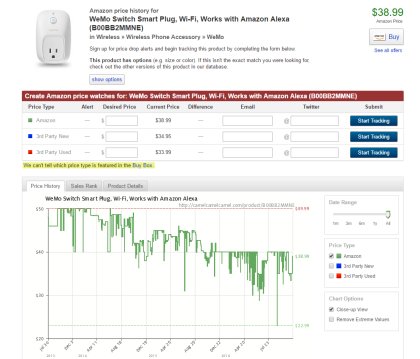 Amazon price history for
$38.99
Amazon Price
WeMo Switch Smart Plug, Wi-Fi, Works with Amazon Alexa
(B00BB2MMNE)
in Wireless » Wireless Phone Accessory » WeMo
Buy
See all offers
Sign up for price drop alerts and begin tracking this product by completing the form below.
This product has options (e.g. size or color). If this isn't the exact match you were looking for,
check out the other versions of this product in our database.
show options
Create Amazon price watches for: WeMo Switch Smart Plug, Wi-Fi, Works with Amazon Alexa (B00BB2MMNE)
Price Type Alert Desired Price Current Price Difference Email Twitter Submit
Amazon — $ $38.99 — @ Start Tracking
3rd Party New — $ $34.95 — @ Start Tracking
3rd Party Used — $ $33.99 — @ Start Tracking
We can't tell which price type is featured in the Buy Box.
Price History Sales Rank Product Details
WeMo Switch Smart Plug, Wi-Fi, Works with Amazon Alexa
http://camelcamelcamel.com/product/B00BB2MMNE
$50
$49.99
$40
$38.99
$30
$20
Date Range
1m 3m 6m 1y All
Price Type
Amazon
3rd Party New
3rd Party Used
Chart Options
Close-up View
Remove Extreme Values